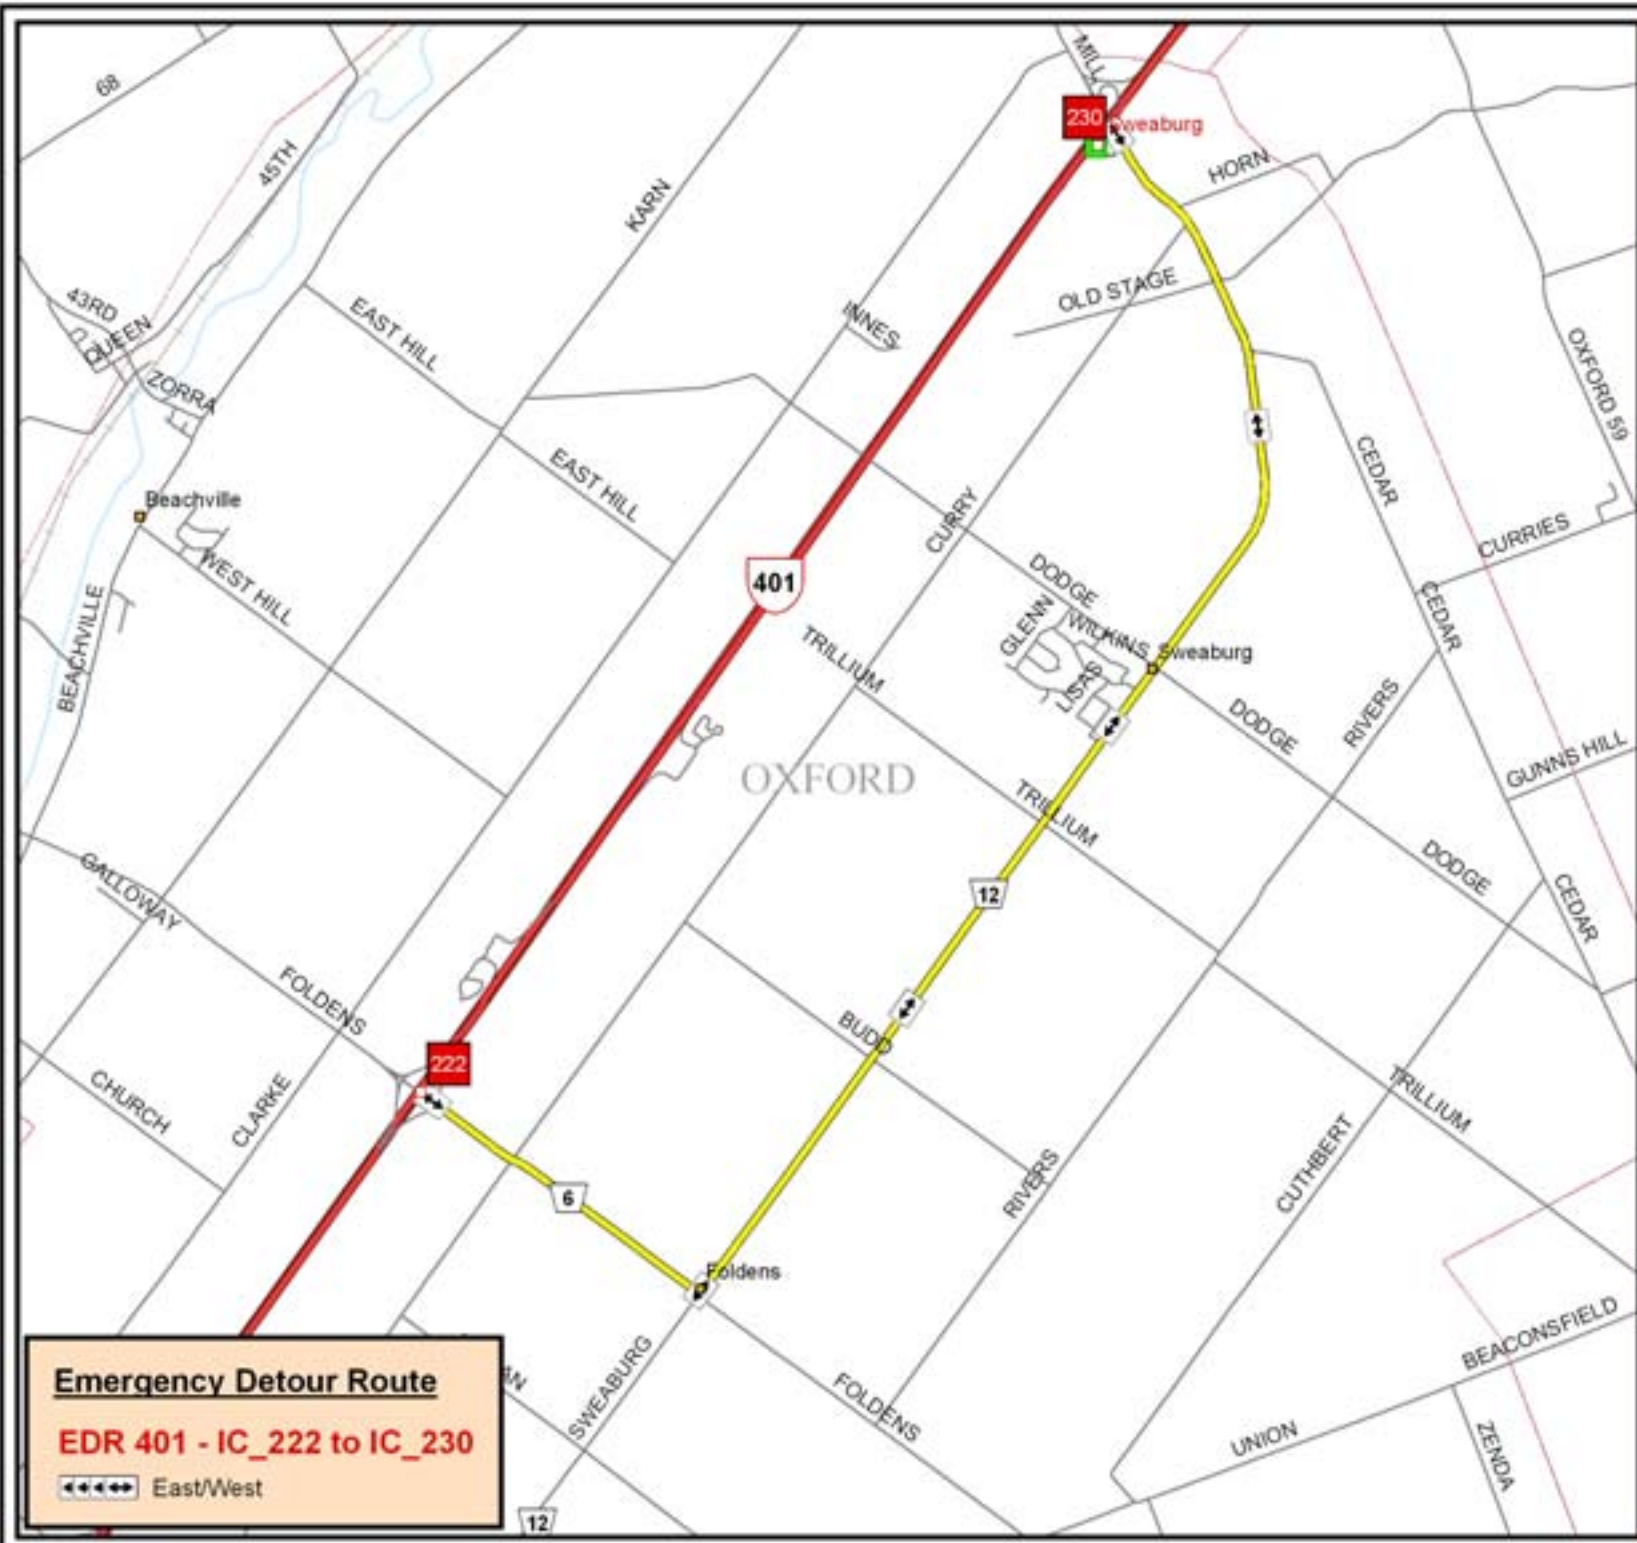 68
45TH
MILL
230
Sweaburg
HORN
KARN
OLD STAGE
43RD
QUEEN
EAST HILL
INNES
ZORRA
OXFORD 59
EAST HILL
CEDAR
Beachville
CURRY
CURRIES
WEST HILL
401
DODGE
BEACHVILLE
GLENN
WILKINS
CEDAR
TRILLIUM
Sweaburg
LISAS
RIVERS
DODGE
GUNNS HILL
OXFORD
TRILLIUM
DODGE
GALLOWAY
12
CEDAR
FOLDENS
BUDD
222
CHURCH
CLARKE
TRILLIUM
CUTHBERT
RIVERS
6
Foldens
BEACONSFIELD
SWEABURG
FOLDENS
UNION
ZENDA
12
Emergency Detour Route
EDR 401 - IC_222 to IC_230
East/West